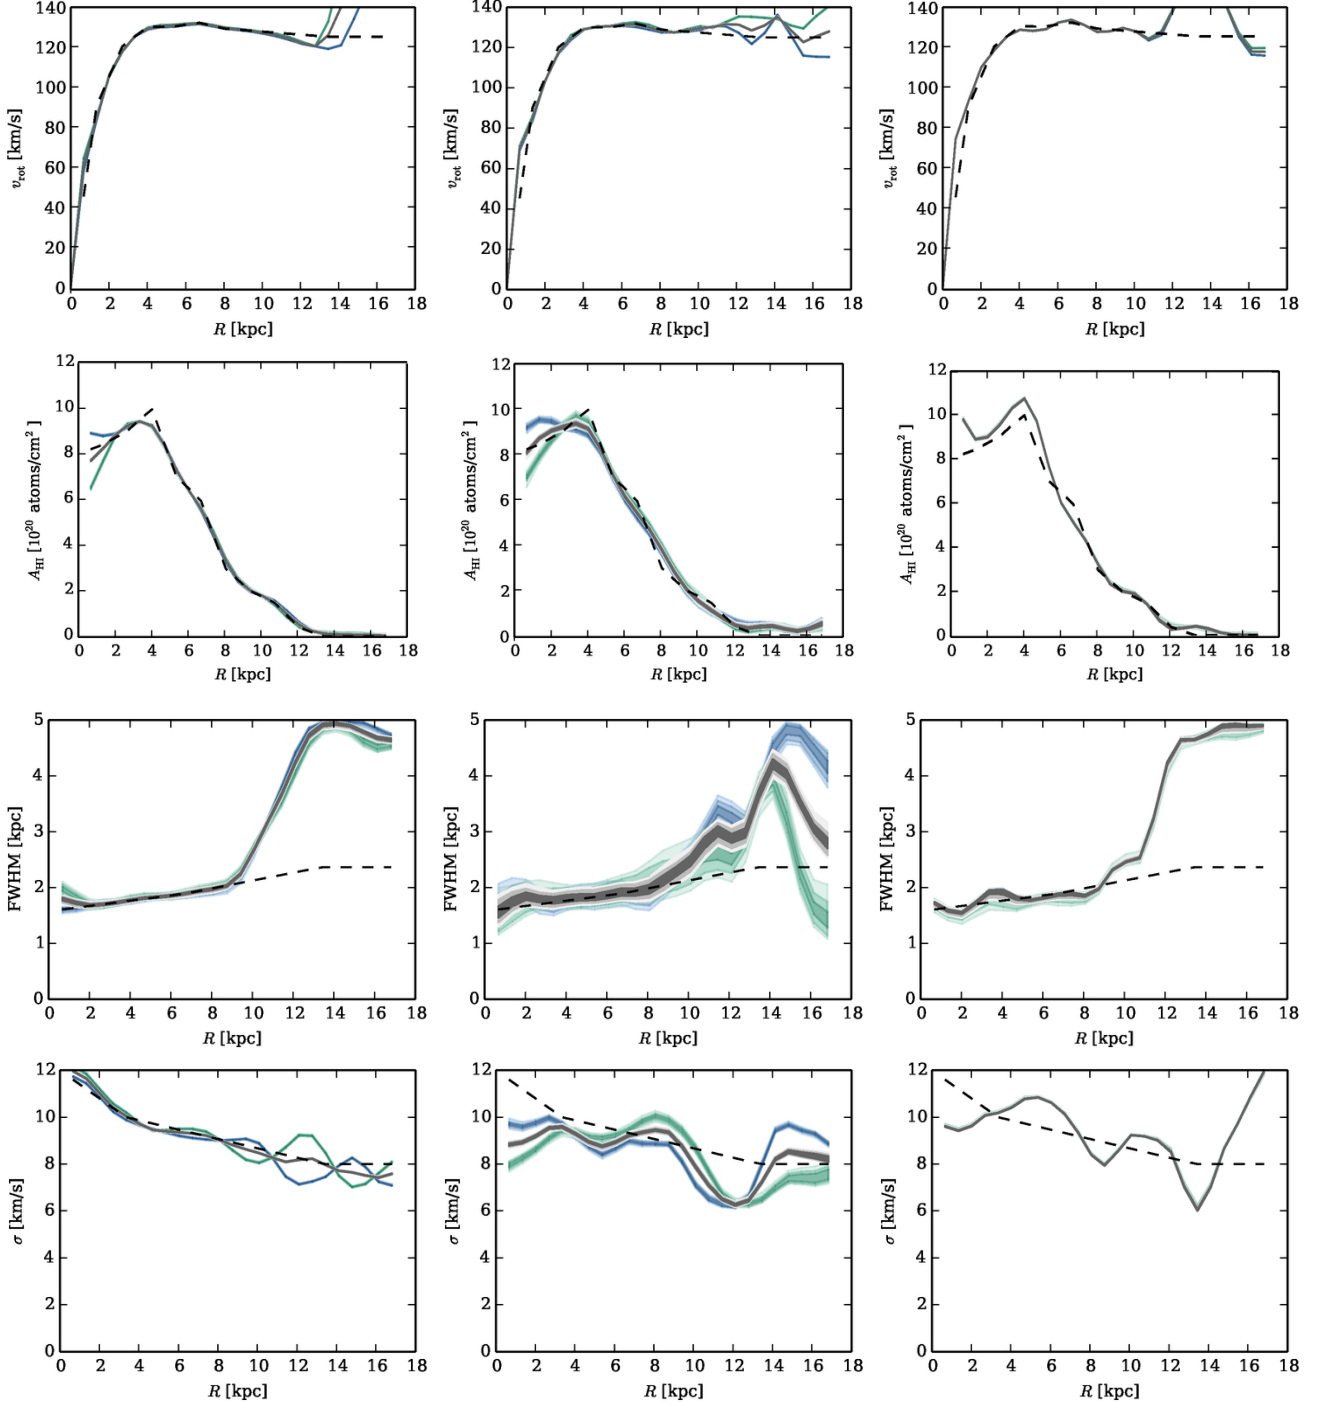 140 140 140
120 120 120
100 100 100
80 80 80
60 60 60
40 40 40
20 20 20
0 0 0
v_rot [km/s] v_rot [km/s] v_rot [km/s]
0 2 4 6 8 10 12 14 16 18 0 2 4 6 8 10 12 14 16 18 0 2 4 6 8 10 12 14 16 18
R [kpc] R [kpc] R [kpc]
12 12 12
10 10 10
8 8 8
6 6 6
4 4 4
2 2 2
0 0 0
A_HI [10^20 atoms/cm^2 ] A_HI [10^20 atoms/cm^2 ] A_HI [10^20 atoms/cm^2 ]
0 2 4 6 8 10 12 14 16 18 0 2 4 6 8 10 12 14 16 18 0 2 4 6 8 10 12 14 16 18
R [kpc] R [kpc] R [kpc]
5 5 5
4 4 4
3 3 3
2 2 2
1 1 1
0 0 0
FWHM [kpc] FWHM [kpc] FWHM [kpc]
0 2 4 6 8 10 12 14 16 18 0 2 4 6 8 10 12 14 16 18 0 2 4 6 8 10 12 14 16 18
R [kpc] R [kpc] R [kpc]
12 12 12
10 10 10
8 8 8
6 6 6
4 4 4
2 2 2
0 0 0
σ [km/s] σ [km/s] σ [km/s]
0 2 4 6 8 10 12 14 16 18 0 2 4 6 8 10 12 14 16 18 0 2 4 6 8 10 12 14 16 18
R [kpc] R [kpc] R [kpc]